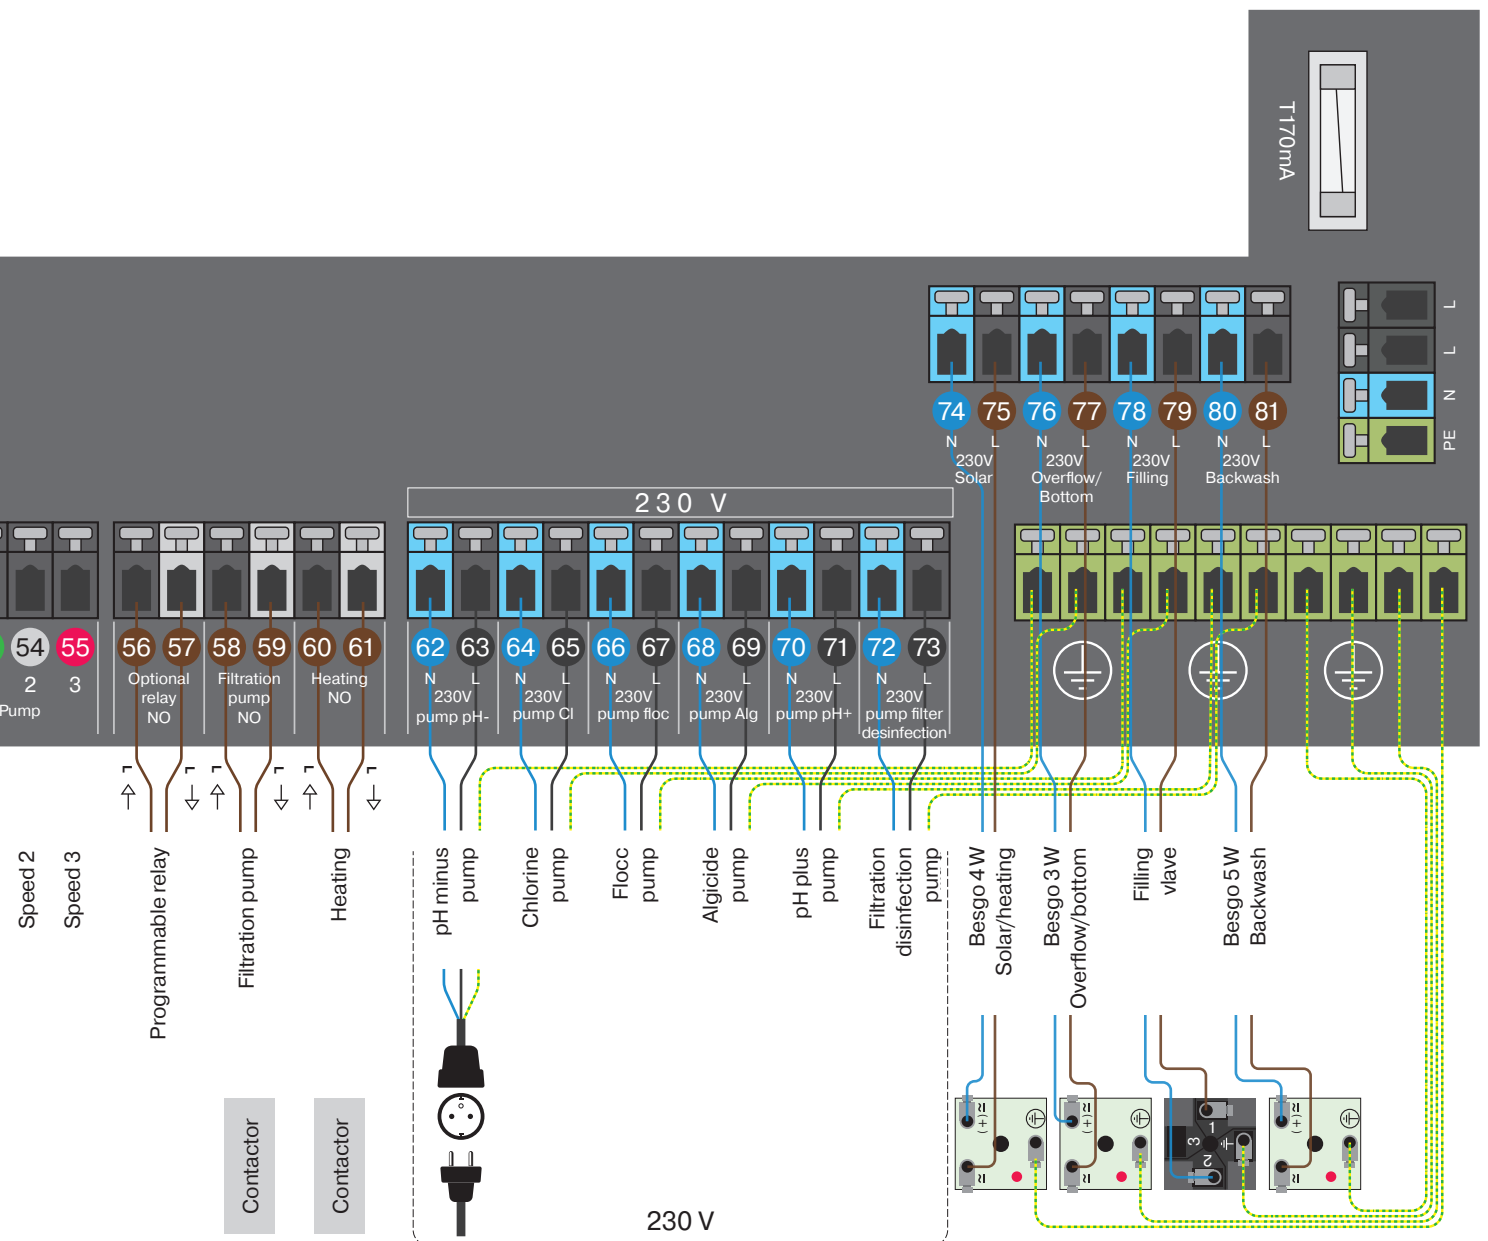 T170mA
L
L
N
PE
74 75 76 77 78 79 80 81
N L N L N L N L
230V
Solar
230V
Overflow/
Bottom
230V
Filling
230V
Backwash
230 V
54 55 56 57 58 59 60 61 62 63 64 65 66 67 68 69 70 71 72 73
2 3
Pump
Optional
relay
NO
Filtration
pump
NO
Heating
NO
N L N L N L N L N L N L
230V
pump pH-
230V
pump Cl
230V
pump floc
230V
pump Alg
230V
pump pH+
230V
pump filter
desinfection
L L L L L L
Speed 2
Speed 3
Programmable relay
Filtration pump
Heating
pH minus
pump
Chlorine
pump
Flocc
pump
Algicide
pump
pH plus
pump
Filtration
disinfection
pump
Besgo 4 W
Solar/heating
Besgo 3 W
Overflow/bottom
Filling
vlave
Besgo 5 W
Backwash
Contactor
Contactor
230 V
(+)
(+)
1
2
3
(+)